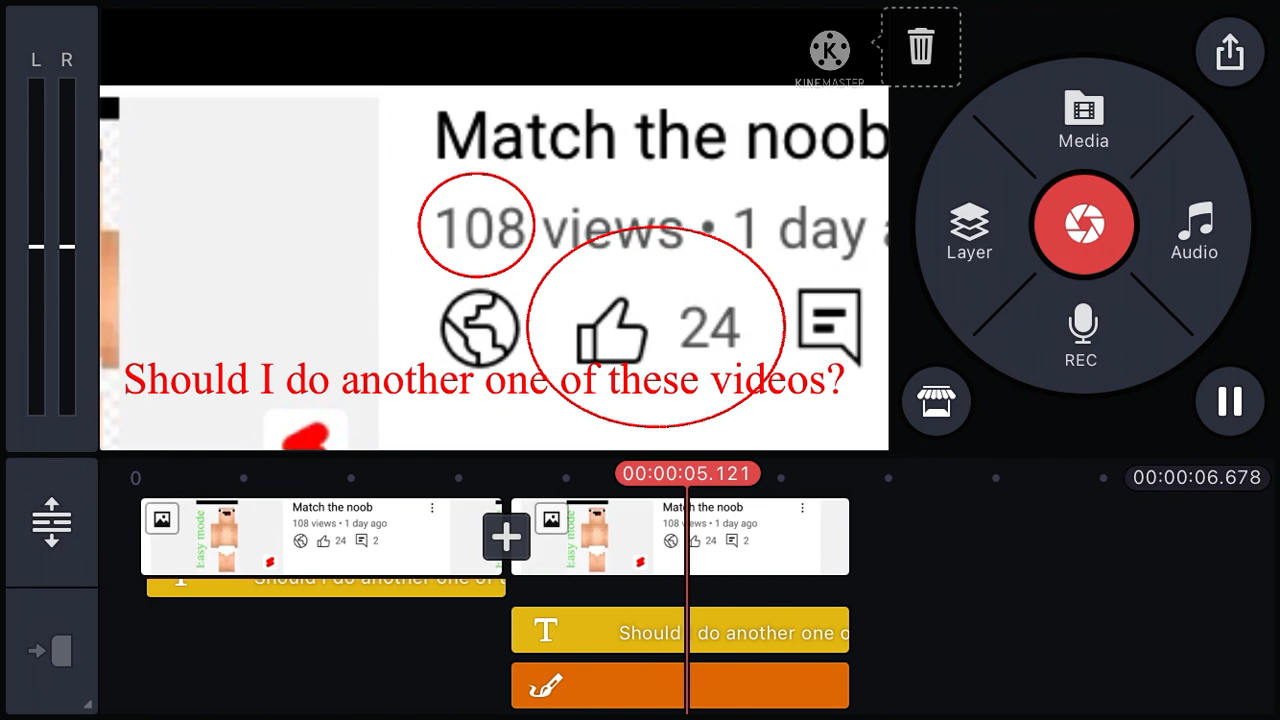 L R
KINEMASTER
Match the noob
108 views • 1 day
24
Should I do another one of these videos?
Media
Layer
Audio
REC
0
00:00:05.121
00:00:06.678
Easy mode
Match the noob
108 views • 1 day ago
24
2
Easy mode
Match the noob
108 views • 1 day ago
24
2
Should I do another one of
T
Should I do another one o